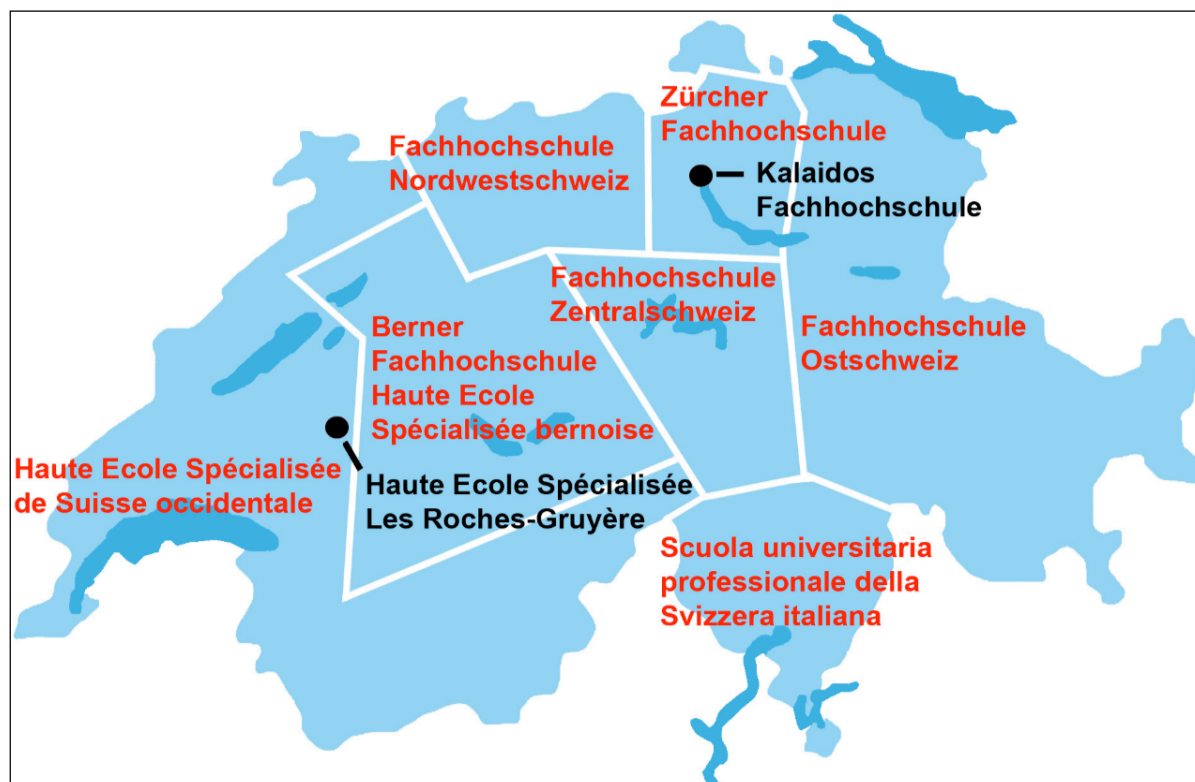 Zürcher
Fachhochschule
Fachhochschule
Nordwestschweiz
Kalaidos
Fachhochschule
Fachhochschule
Zentralschweiz
Berner
Fachhochschule
Haute Ecole
Spécialisée bernoise
Fachhochschule
Ostschweiz
Haute Ecole Spécialisée
de Suisse occidentale
Haute Ecole Spécialisée
Les Roches-Gruyère
Scuola universitaria
professionale della
Svizzera italiana